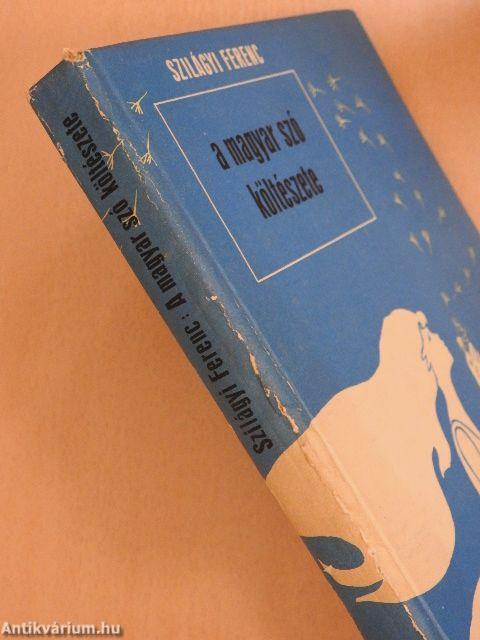 SZILÁGYI FERENC
a magyar szó
költészete
Szilágyi Ferenc: A magyar szó költészete
Antikvárium.hu